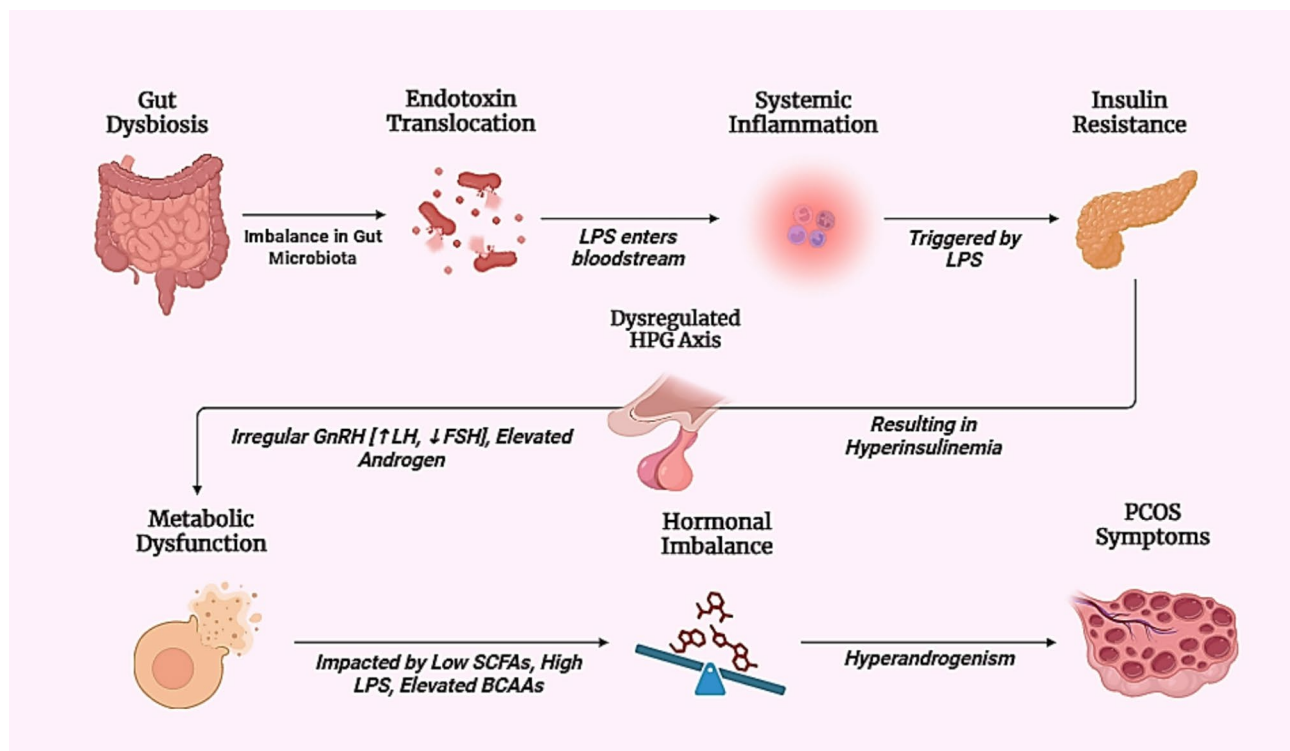 Gut
Dysbiosis
Endotoxin
Translocation
Systemic
Inflammation
Insulin
Resistance
Imbalance in Gut
Microbiota
LPS enters
bloodstream
Triggered by
LPS
Dysregulated
HPG Axis
Irregular GnRH [↑LH, ↓FSH], Elevated
Androgen
Resulting in
Hyperinsulinemia
Metabolic
Dysfunction
Hormonal
Imbalance
PCOS
Symptoms
Impacted by Low SCFAs, High
LPS, Elevated BCAAs
Hyperandrogenism